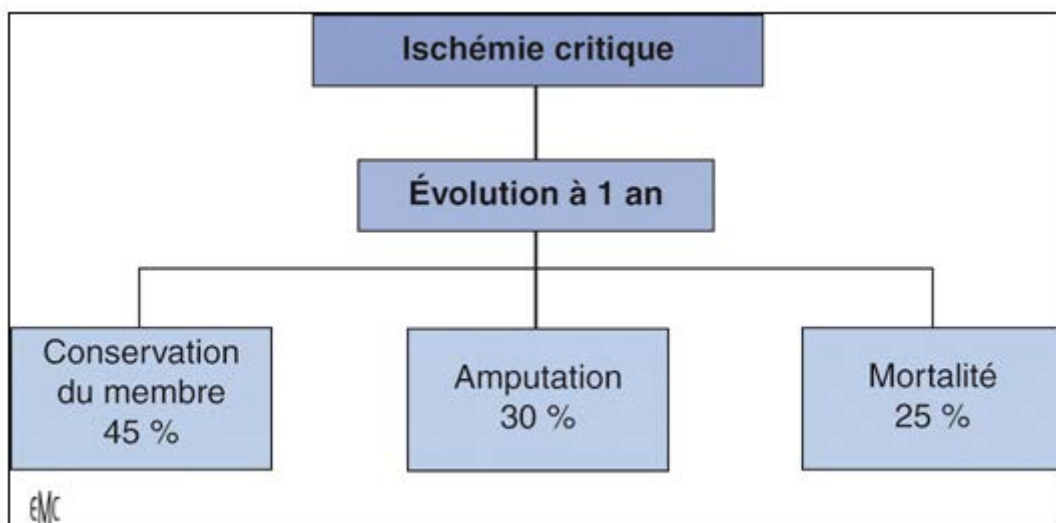 Ischémie critique
Évolution à 1 an
Conservation
du membre
45 %
Amputation
30 %
Mortalité
25 %
EMC